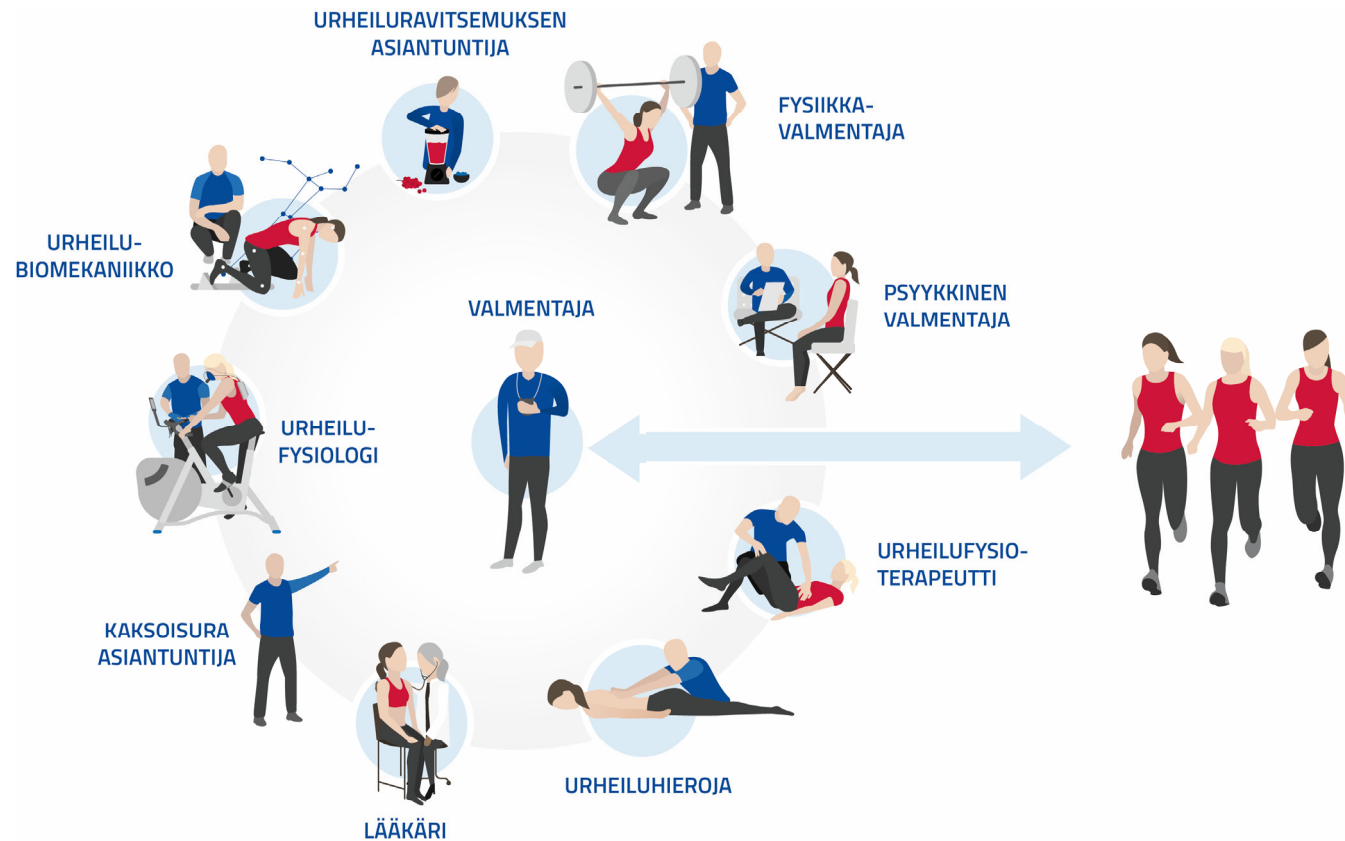 URHEILURAVITSEMUKSEN
ASIANTUNTIJA
FYSIIKKA-
VALMENTAJA
URHEILU-
BIOMEKANIIKKO
PSYYKKINEN
VALMENTAJA
VALMENTAJA
URHEILU-
FYSIOLOGI
URHEILUFYSIO-
TERAPEUTTI
KAKSOISURA
ASIANTUNTIJA
URHEILUHIEROJA
LÄÄKÄRI